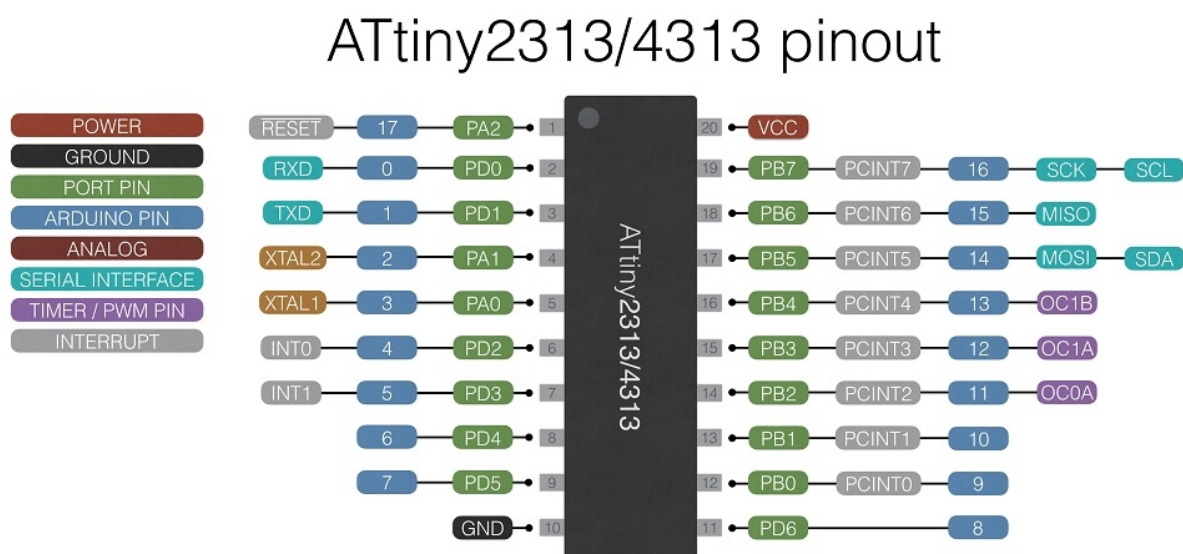 ATtiny2313/4313 pinout
POWER
GROUND
PORT PIN
ARDUINO PIN
ANALOG
SERIAL INTERFACE
TIMER / PWM PIN
INTERRUPT
ATtiny2313/4313
RESET 17 PA2 1 20 VCC
RXD 0 PD0 2 19 PB7 PCINT7 16 SCK SCL
TXD 1 PD1 3 18 PB6 PCINT6 15 MISO
XTAL2 2 PA1 4 17 PB5 PCINT5 14 MOSI SDA
XTAL1 3 PA0 5 16 PB4 PCINT4 13 OC1B
INT0 4 PD2 6 15 PB3 PCINT3 12 OC1A
INT1 5 PD3 7 14 PB2 PCINT2 11 OC0A
6 PD4 8 13 PB1 PCINT1 10
7 PD5 9 12 PB0 PCINT0 9
GND 10 11 PD6 8